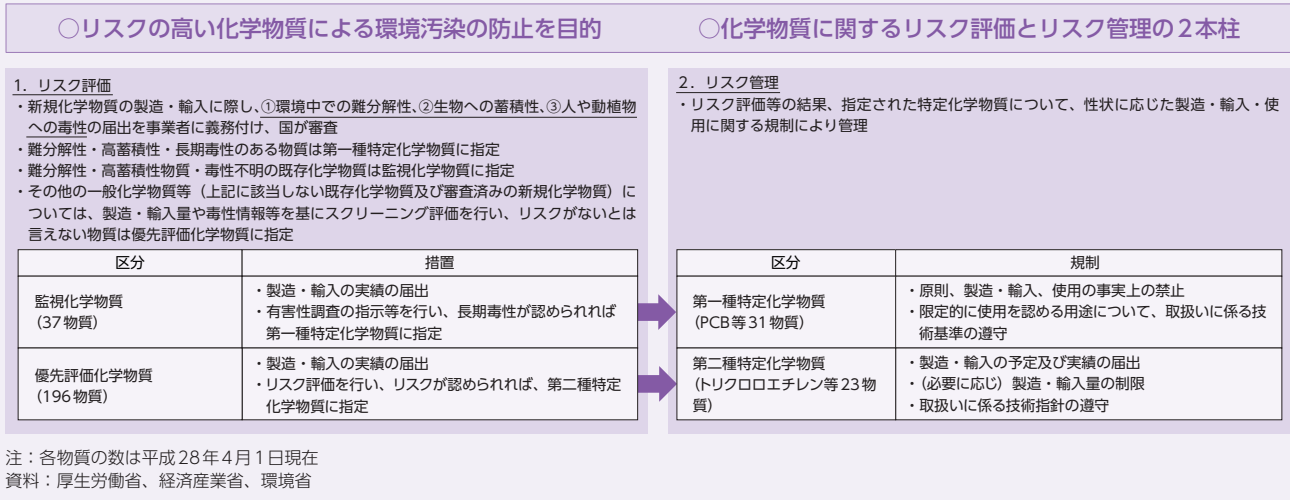 ○リスクの高い化学物質による環境汚染の防止を目的
○化学物質に関するリスク評価とリスク管理の2本柱
1．リスク評価
・新規化学物質の製造・輸入に際し、①環境中での難分解性、②生物への蓄積性、③人や動植物
への毒性の届出を事業者に義務付け、国が審査
・難分解性・高蓄積性・長期毒性のある物質は第一種特定化学物質に指定
・難分解性・高蓄積性物質・毒性不明の既存化学物質は監視化学物質に指定
・その他の一般化学物質等（上記に該当しない既存化学物質及び審査済みの新規化学物質）に
ついては、製造・輸入量や毒性情報等を基にスクリーニング評価を行い、リスクがないとは
言えない物質は優先評価化学物質に指定
区分
措置
監視化学物質
（37物質）
・製造・輸入の実績の届出
・有害性調査の指示等を行い、長期毒性が認められれば
第一種特定化学物質に指定
優先評価化学物質
（196物質）
・製造・輸入の実績の届出
・リスク評価を行い、リスクが認められれば、第二種特定
化学物質に指定
2．リスク管理
・リスク評価等の結果、指定された特定化学物質について、性状に応じた製造・輸入・使
用に関する規制により管理
区分
規制
第一種特定化学物質
（PCB等31物質）
・原則、製造・輸入、使用の事実上の禁止
・限定的に使用を認める用途について、取扱いに係る技
術基準の遵守
第二種特定化学物質
（トリクロロエチレン等23物
質）
・製造・輸入の予定及び実績の届出
・（必要に応じ）製造・輸入量の制限
・取扱いに係る技術指針の遵守
注：各物質の数は平成28年4月1日現在
資料：厚生労働省、経済産業省、環境省